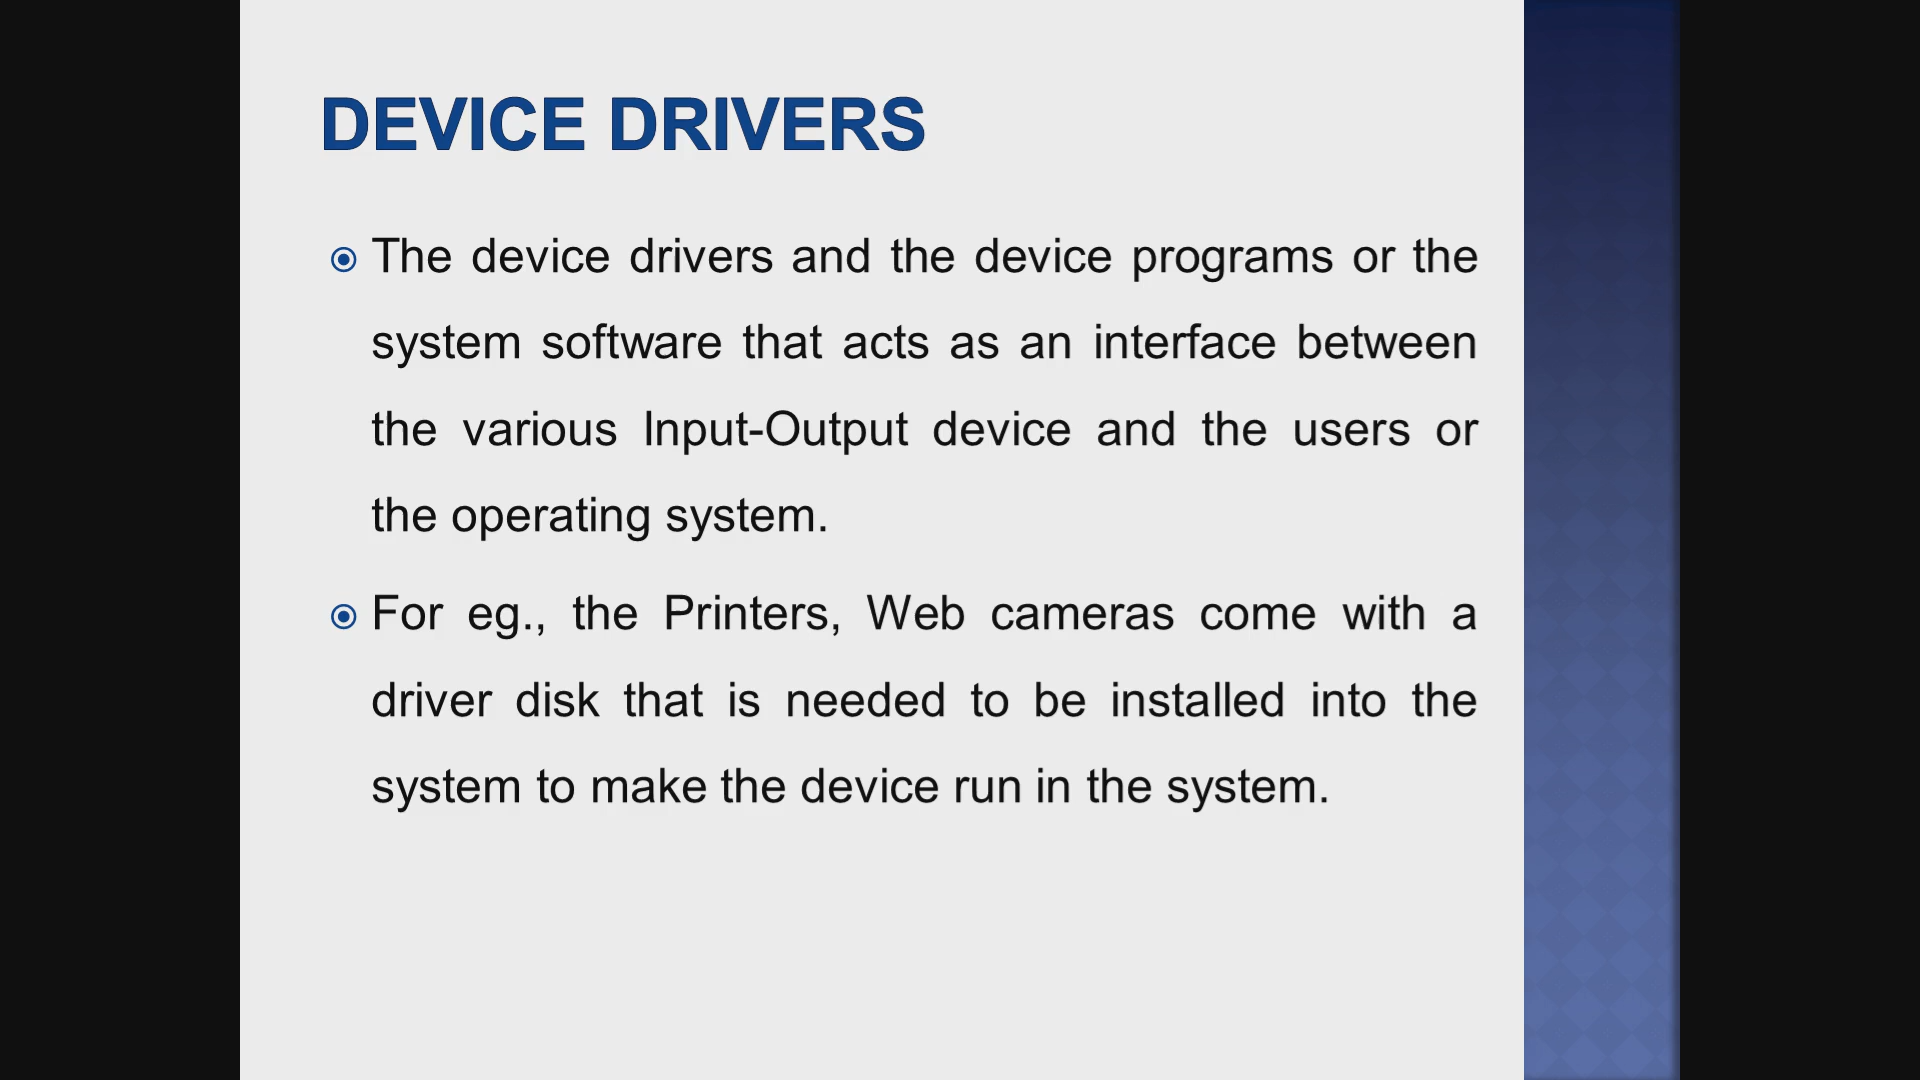 DEVICE DRIVERS
The device drivers and the device programs or the
system software that acts as an interface between
the various Input-Output device and the users or
the operating system.
For eg., the Printers, Web cameras come with a
driver disk that is needed to be installed into the
system to make the device run in the system.